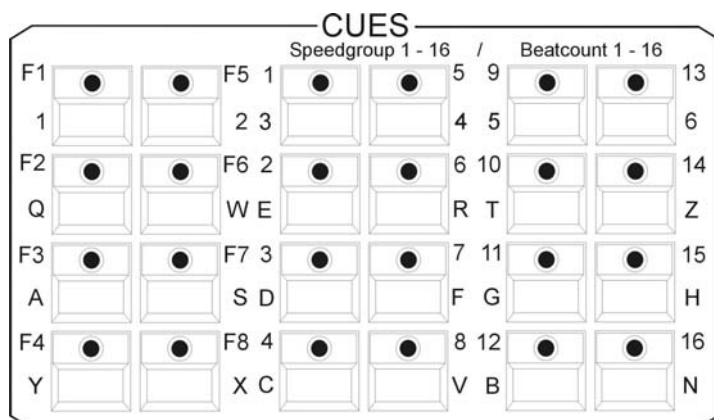 CUES
Speedgroup 1 - 16 / Beatcount 1 - 16
F1 F5 1 5 9 13
1 2 3 4 5 6
F2 F6 2 6 10 14
Q W E R T Z
F3 F7 3 7 11 15
A S D F G H
F4 F8 4 8 12 16
Y X C V B N